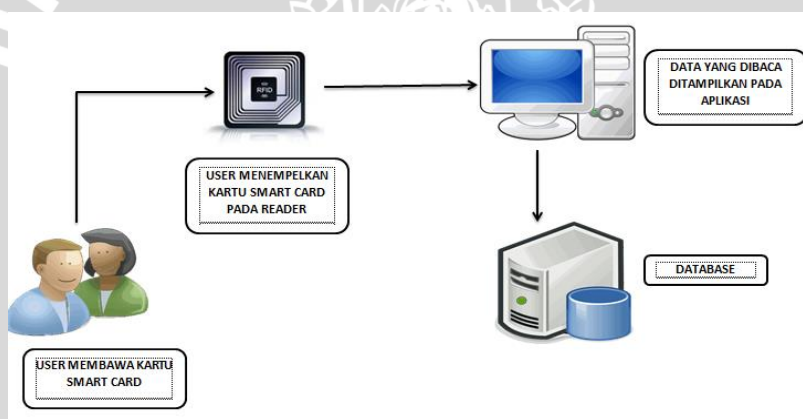 RFID
DATA YANG DIBACA
DITAMPILKAN PADA
APLIKASI
USER MENEMPELKAN
KARTU SMART CARD
PADA READER
DATABASE
USER MEMBAWA KARTU
SMART CARD